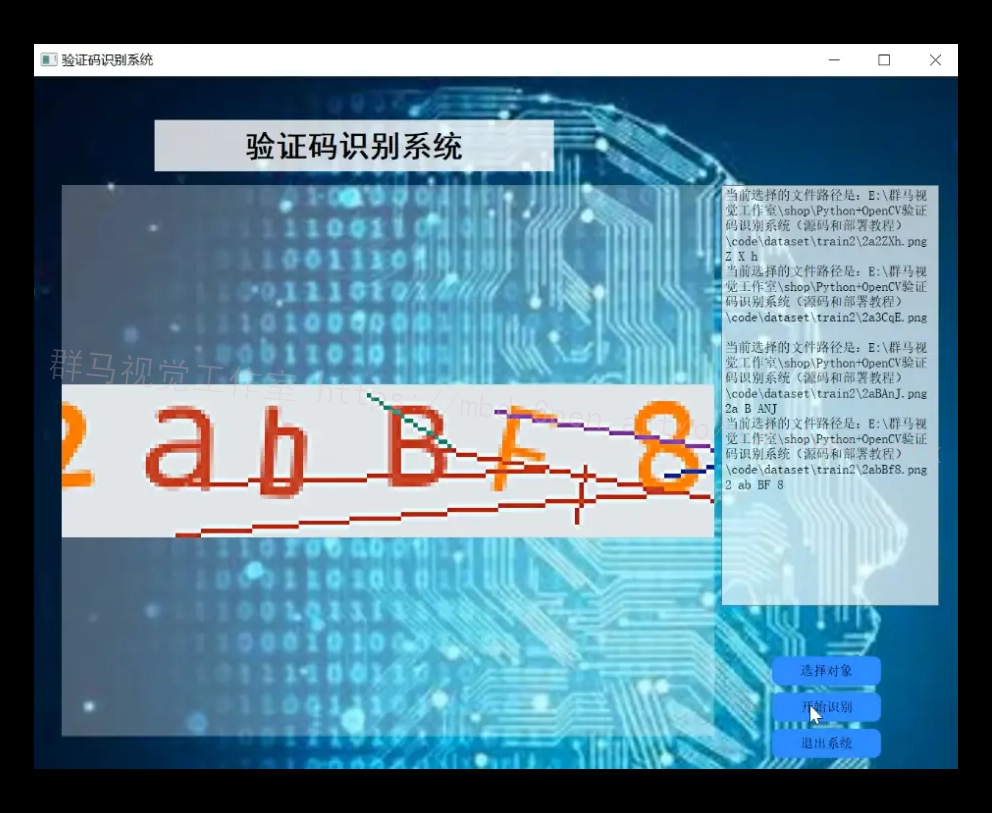 验证码识别系统
验证码识别系统
当前选择的文件路径是：E:\群马视
觉工作室\shop\Python+OpenCV验证
码识别系统（源码和部署教程）
\code\dataset\train2\2a2ZXh.png
Z X h
当前选择的文件路径是：E:\群马视
觉工作室\shop\Python+OpenCV验证
码识别系统（源码和部署教程）
\code\dataset\train2\2a3CqE.png
当前选择的文件路径是：E:\群马视
觉工作室\shop\Python+OpenCV验证
码识别系统（源码和部署教程）
\code\dataset\train2\2aBAnJ.png
2a B ANJ
当前选择的文件路径是：E:\群马视
觉工作室\shop\Python+OpenCV验证
码识别系统（源码和部署教程）
\code\dataset\train2\2abBf8.png
2 ab BF 8
群马视觉工作室 https://mbd
2 a b B f 8
选择对象
开始识别
退出系统